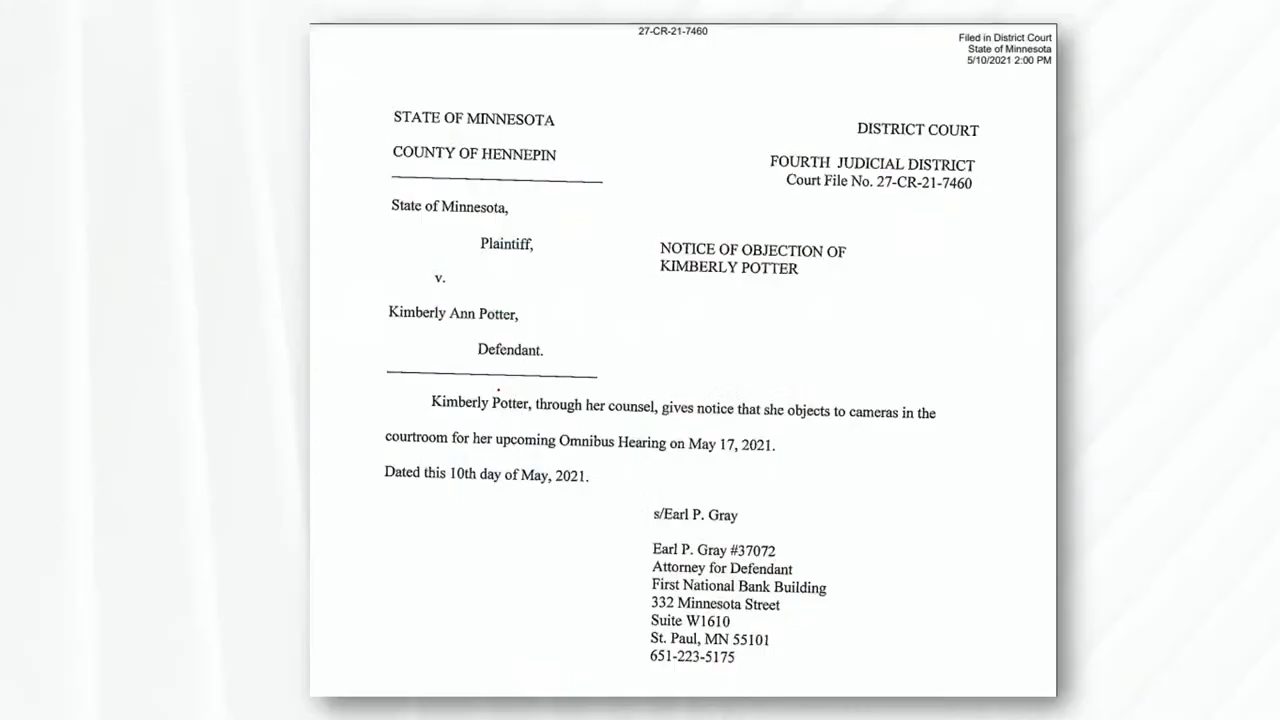 27-CR-21-7460
Filed in District Court
State of Minnesota
5/10/2021 2:00 PM
STATE OF MINNESOTA
DISTRICT COURT
COUNTY OF HENNEPIN
FOURTH JUDICIAL DISTRICT
Court File No. 27-CR-21-7460
State of Minnesota,
Plaintiff,
NOTICE OF OBJECTION OF
KIMBERLY POTTER
v.
Kimberly Ann Potter,
Defendant.
Kimberly Potter, through her counsel, gives notice that she objects to cameras in the
courtroom for her upcoming Omnibus Hearing on May 17, 2021.
Dated this 10th day of May, 2021.
s/Earl P. Gray
Earl P. Gray #37072
Attorney for Defendant
First National Bank Building
332 Minnesota Street
Suite W1610
St. Paul, MN 55101
651-223-5175